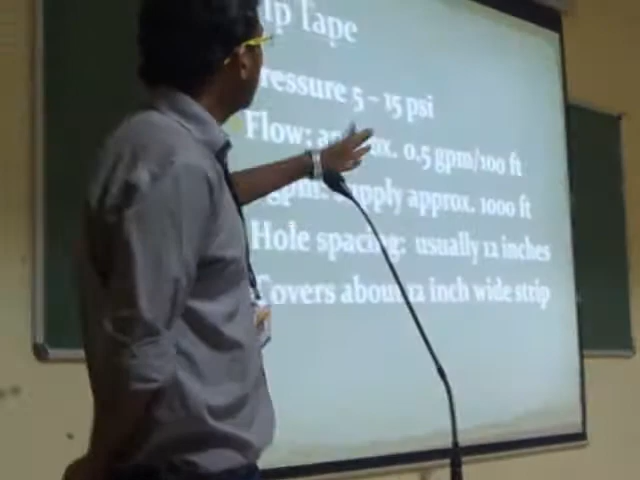 ip Tape
ressure 5 – 15 psi
Flow: approx. 0.5 gpm/100 ft
gpm: supply approx. 1000 ft
Hole spacing: usually 12 inches
Covers about 12 inch wide strip